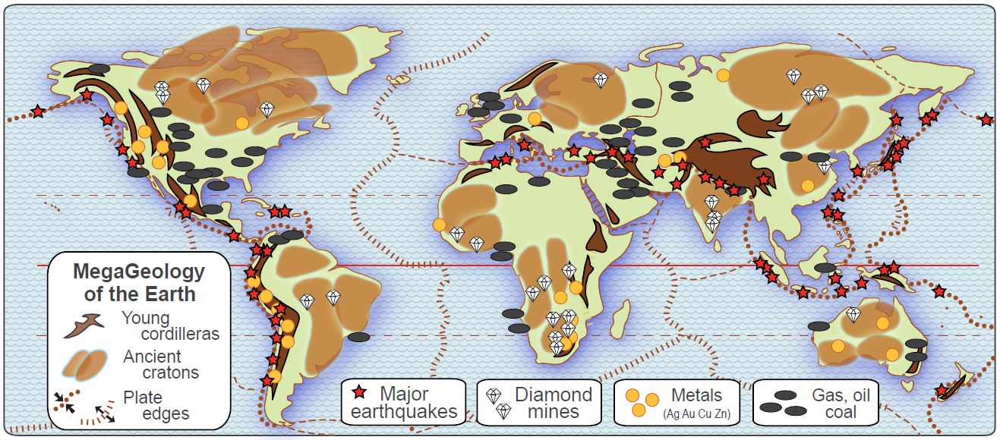 MegaGeology
of the Earth
Young
cordilleras
Ancient
cratons
Plate
edges
Major
earthquakes
Diamond
mines
Metals
(Ag Au Cu Zn)
Gas, oil
coal